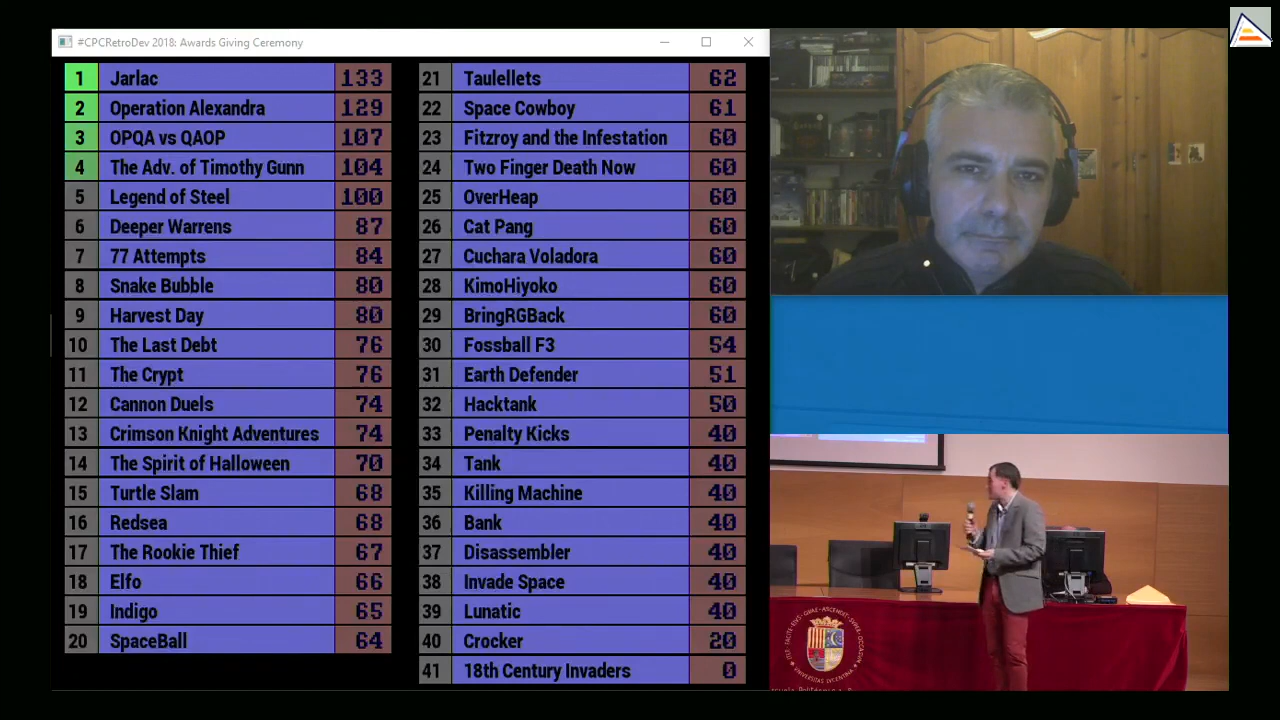 #CPCRetroDev 2018: Awards Giving Ceremony
1 Jarlac 133
2 Operation Alexandra 129
3 OPQA vs QAOP 107
4 The Adv. of Timothy Gunn 104
5 Legend of Steel 100
6 Deeper Warrens 87
7 77 Attempts 84
8 Snake Bubble 80
9 Harvest Day 80
10 The Last Debt 76
11 The Crypt 76
12 Cannon Duels 74
13 Crimson Knight Adventures 74
14 The Spirit of Halloween 70
15 Turtle Slam 68
16 Redsea 68
17 The Rookie Thief 67
18 Elfo 66
19 Indigo 65
20 SpaceBall 64
21 Taulellets 62
22 Space Cowboy 61
23 Fitzroy and the Infestation 60
24 Two Finger Death Now 60
25 OverHeap 60
26 Cat Pang 60
27 Cuchara Voladora 60
28 KimoHiyoko 60
29 BringRGBack 60
30 Fossball F3 54
31 Earth Defender 51
32 Hacktank 50
33 Penalty Kicks 40
34 Tank 40
35 Killing Machine 40
36 Bank 40
37 Disassembler 40
38 Invade Space 40
39 Lunatic 40
40 Crocker 20
41 18th Century Invaders 0